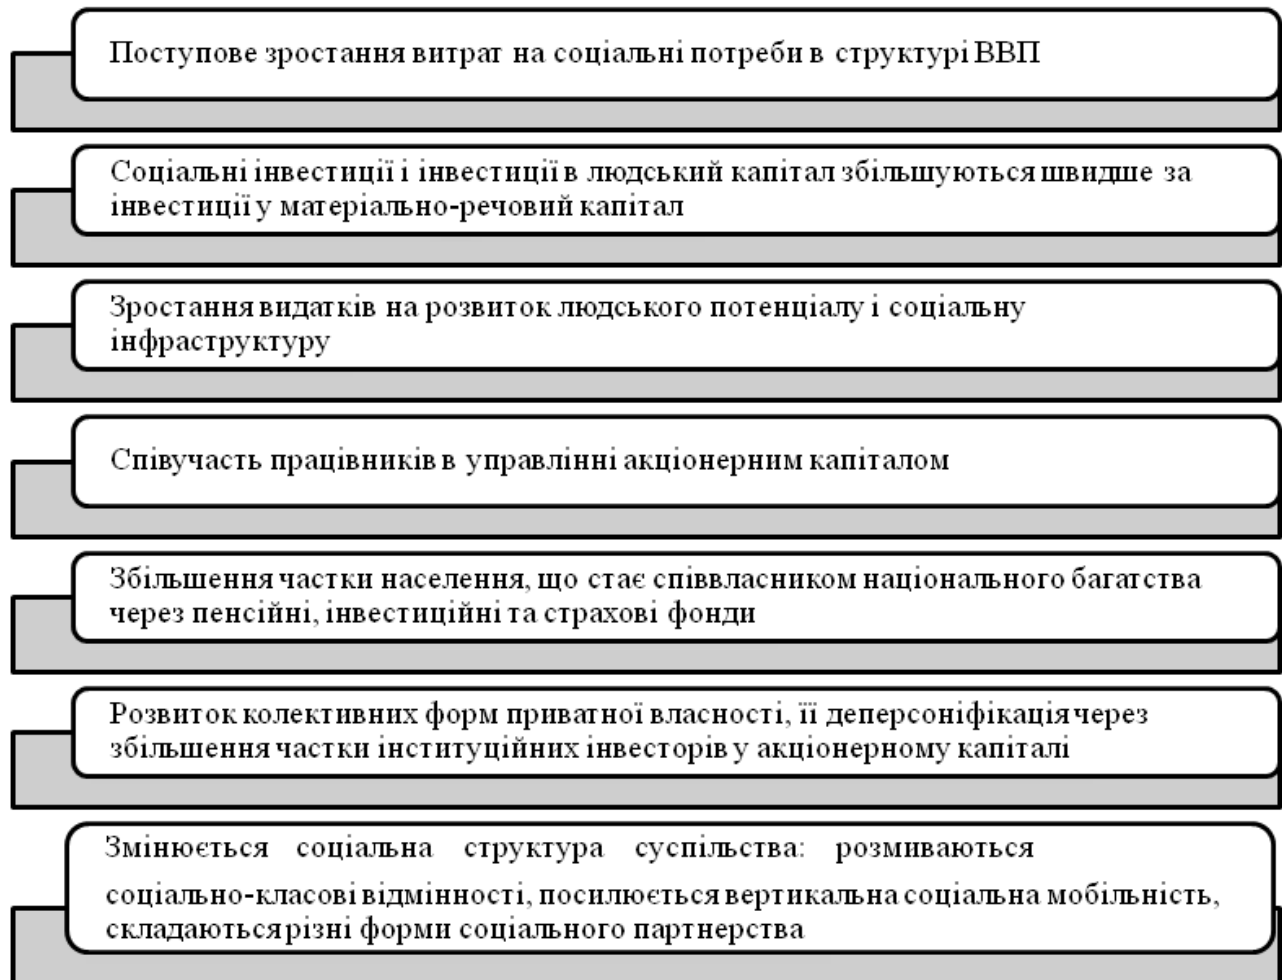 Поступове зростання витрат на соціальні потреби в структурі ВВП
Соціальні інвестиції і інвестиції в людський капітал збільшуються швидше за
інвестиції у матеріально-речовий капітал
Зростання видатків на розвиток людського потенціалу і соціальну
інфраструктуру
Співучасть працівників в управлінні акціонерним капіталом
Збільшення частки населення, що стає співвласником національного багатства
через пенсійні, інвестиційні та страхові фонди
Розвиток колективних форм приватної власності, її деперсоніфікація через
збільшення частки інституційних інвесторів у акціонерному капіталі
Змінюється соціальна структура суспільства: розмиваються
соціально-класові відмінності, посилюється вертикальна соціальна мобільність,
складаються різні форми соціального партнерства